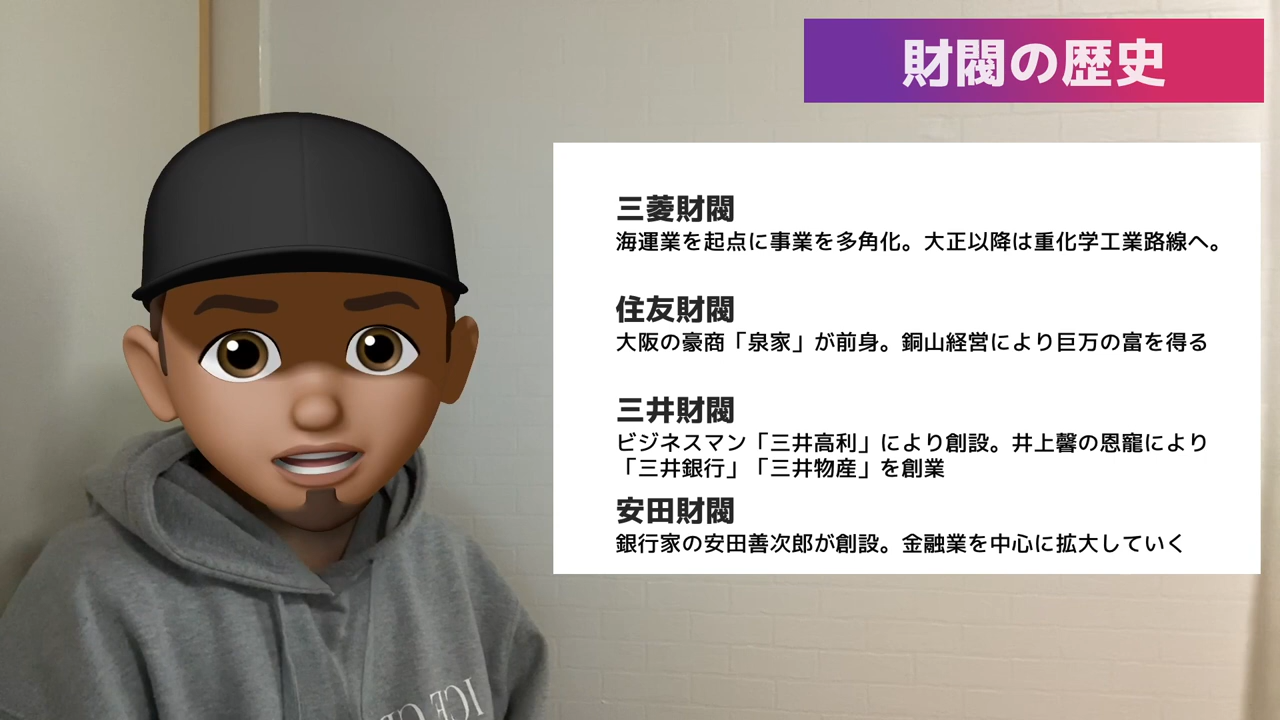 財閥の歴史
三菱財閥
海運業を起点に事業を多角化。大正以降は重化学工業路線へ。
住友財閥
大阪の豪商「泉家」が前身。銅山経営により巨万の富を得る
三井財閥
ビジネスマン「三井高利」により創設。井上馨の恩寵により
「三井銀行」「三井物産」を創業
安田財閥
銀行家の安田善次郎が創設。金融業を中心に拡大していく
ICE